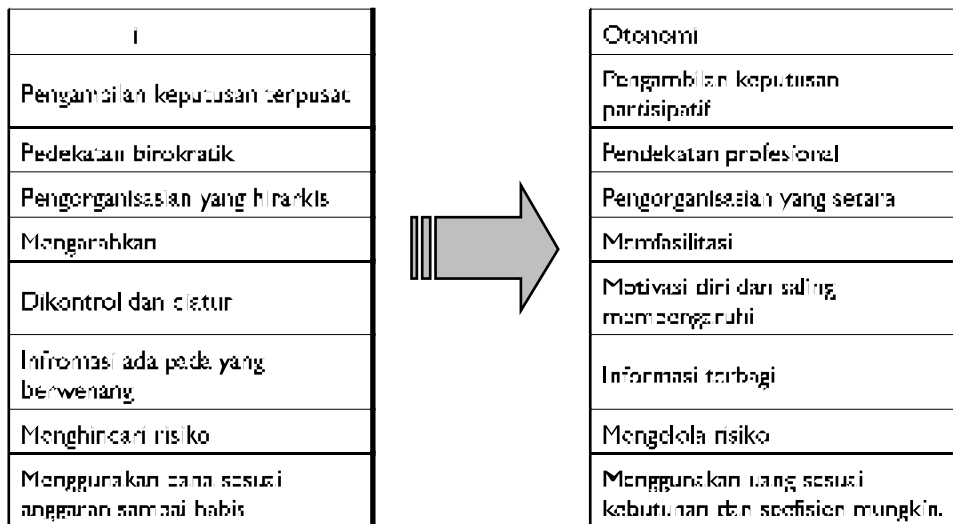 i
Pengambilan keputusan terpusat
Pedekatan birokratik
Pengorganisasian yang hirarkis
Mengarahkan
Dikontrol dan diatur
Infromasi ada pada yang
berwenang
Menghindari risiko
Menggunakan dana sesuai
anggaran sampai habis
Otonomi
Pengambilan keputusan
partisipatif
Pendekatan profesional
Pengorganisasian yang setara
Memfasilitasi
Motivasi diri dan saling
mempengaruhi
Informasi terbagi
Mengelola risiko
Menggunakan uang sesuai
kebutuhan dan seefisien mungkin.